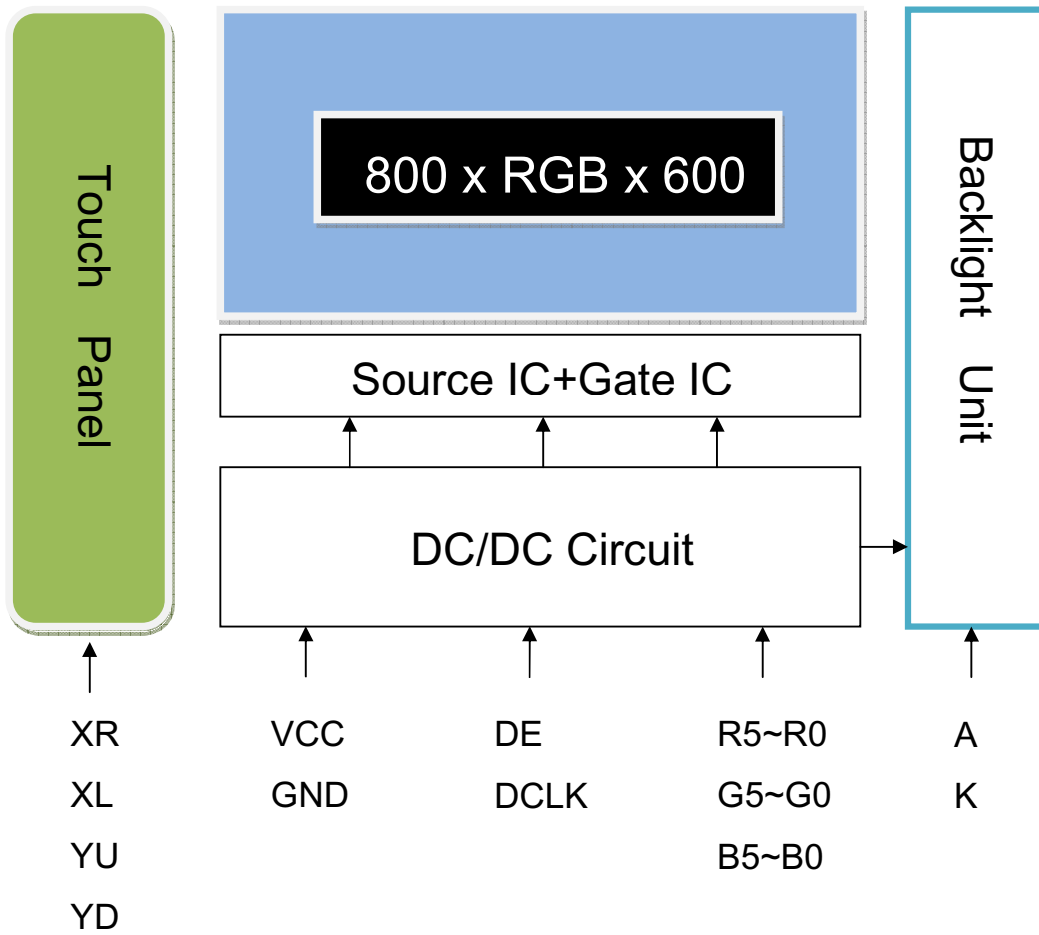 Touch Panel
800 x RGB x 600
Backlight Unit
Source IC+Gate IC
DC/DC Circuit
XR
XL
YU
YD
VCC
GND
DE
DCLK
R5~R0
G5~G0
B5~B0
A
K